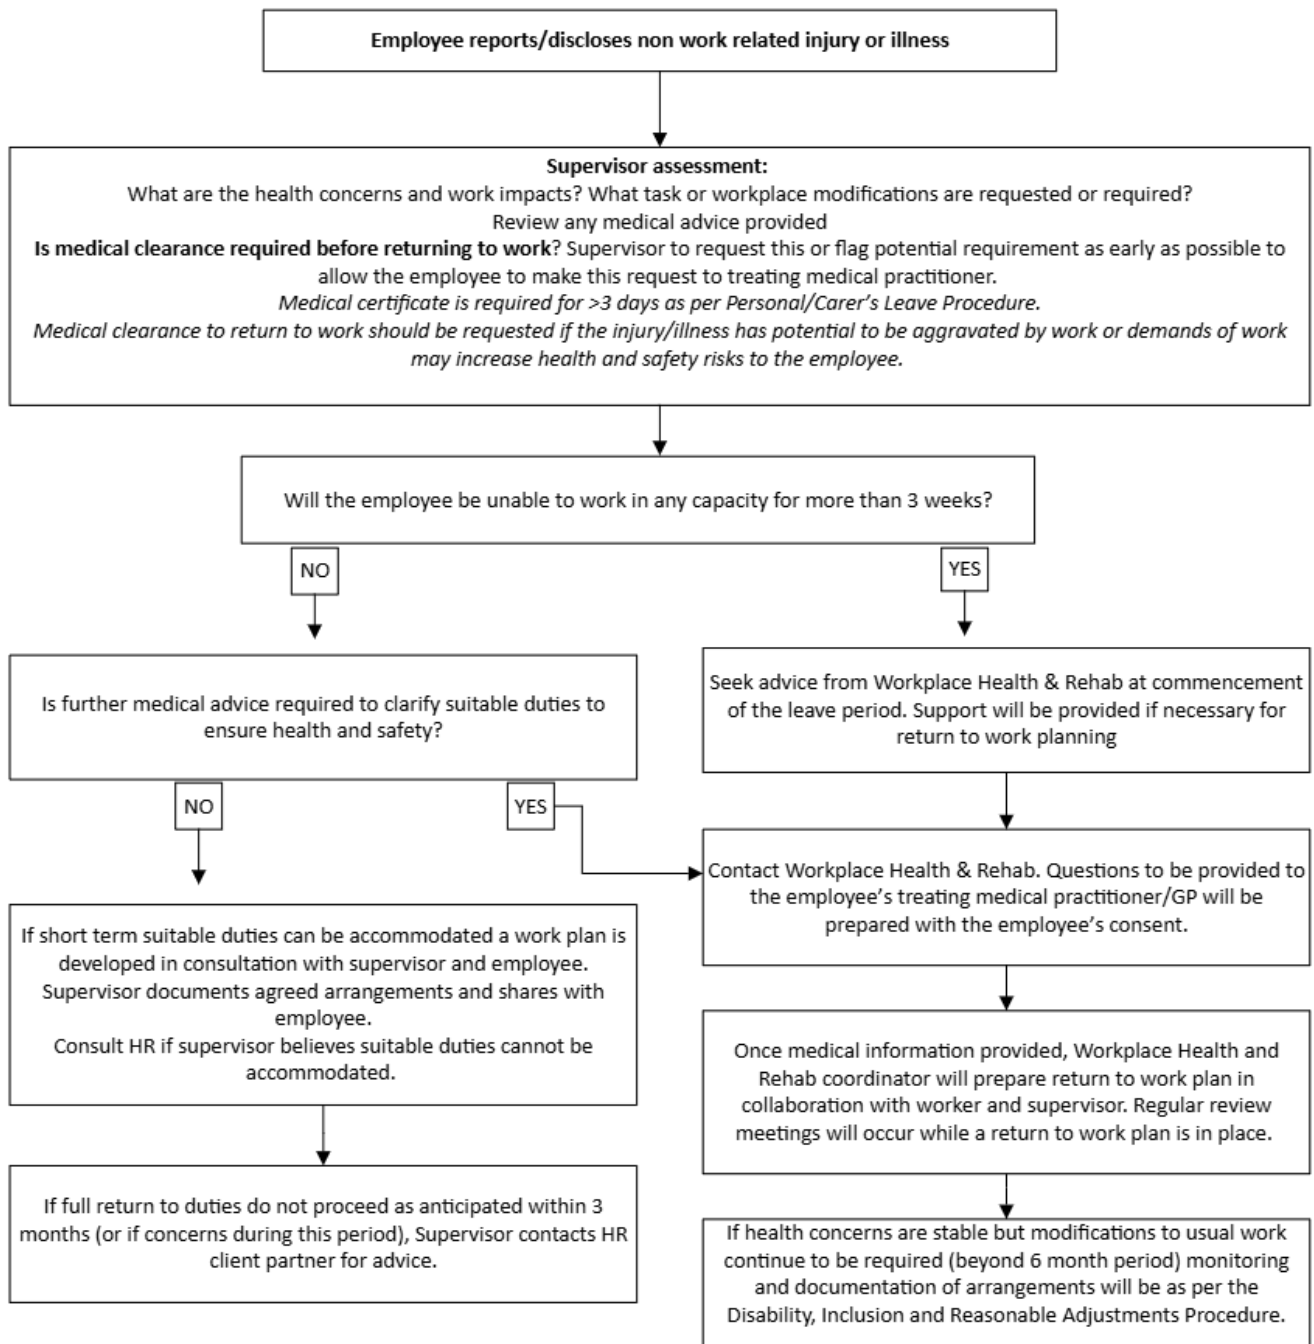 Employee reports/discloses non work related injury or illness
Supervisor assessment:
What are the health concerns and work impacts? What task or workplace modifications are requested or required?
Review any medical advice provided
Is medical clearance required before returning to work? Supervisor to request this or flag potential requirement as early as possible to
allow the employee to make this request to treating medical practitioner.
Medical certificate is required for >3 days as per Personal/Carer’s Leave Procedure.
Medical clearance to return to work should be requested if the injury/illness has potential to be aggravated by work or demands of work
may increase health and safety risks to the employee.
Will the employee be unable to work in any capacity for more than 3 weeks?
NO
YES
Is further medical advice required to clarify suitable duties to
ensure health and safety?
Seek advice from Workplace Health & Rehab at commencement
of the leave period. Support will be provided if necessary for
return to work planning
NO
YES
Contact Workplace Health & Rehab. Questions to be provided to
the employee’s treating medical practitioner/GP will be
prepared with the employee’s consent.
If short term suitable duties can be accommodated a work plan is
developed in consultation with supervisor and employee.
Supervisor documents agreed arrangements and shares with
employee.
Consult HR if supervisor believes suitable duties cannot be
accommodated.
Once medical information provided, Workplace Health and
Rehab coordinator will prepare return to work plan in
collaboration with worker and supervisor. Regular review
meetings will occur while a return to work plan is in place.
If full return to duties do not proceed as anticipated within 3
months (or if concerns during this period), Supervisor contacts HR
client partner for advice.
If health concerns are stable but modifications to usual work
continue to be required (beyond 6 month period) monitoring
and documentation of arrangements will be as per the
Disability, Inclusion and Reasonable Adjustments Procedure.